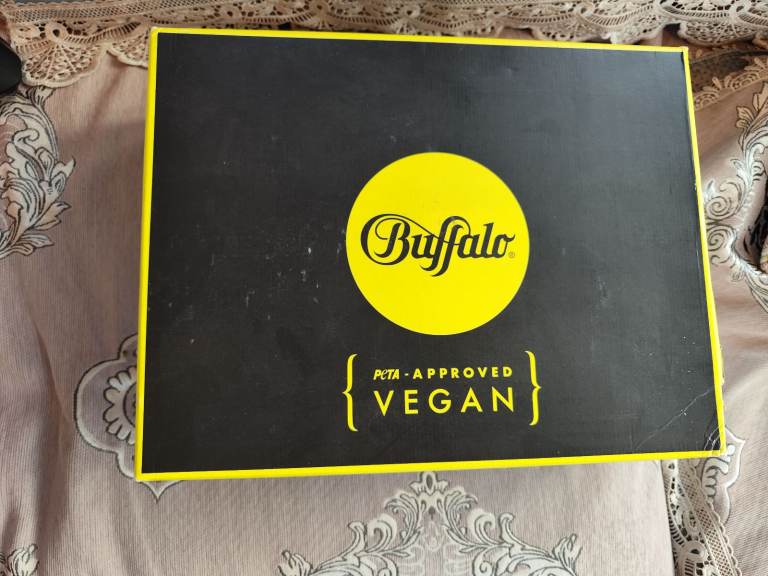 Buffalo®
PETA - APPROVED
VEGAN